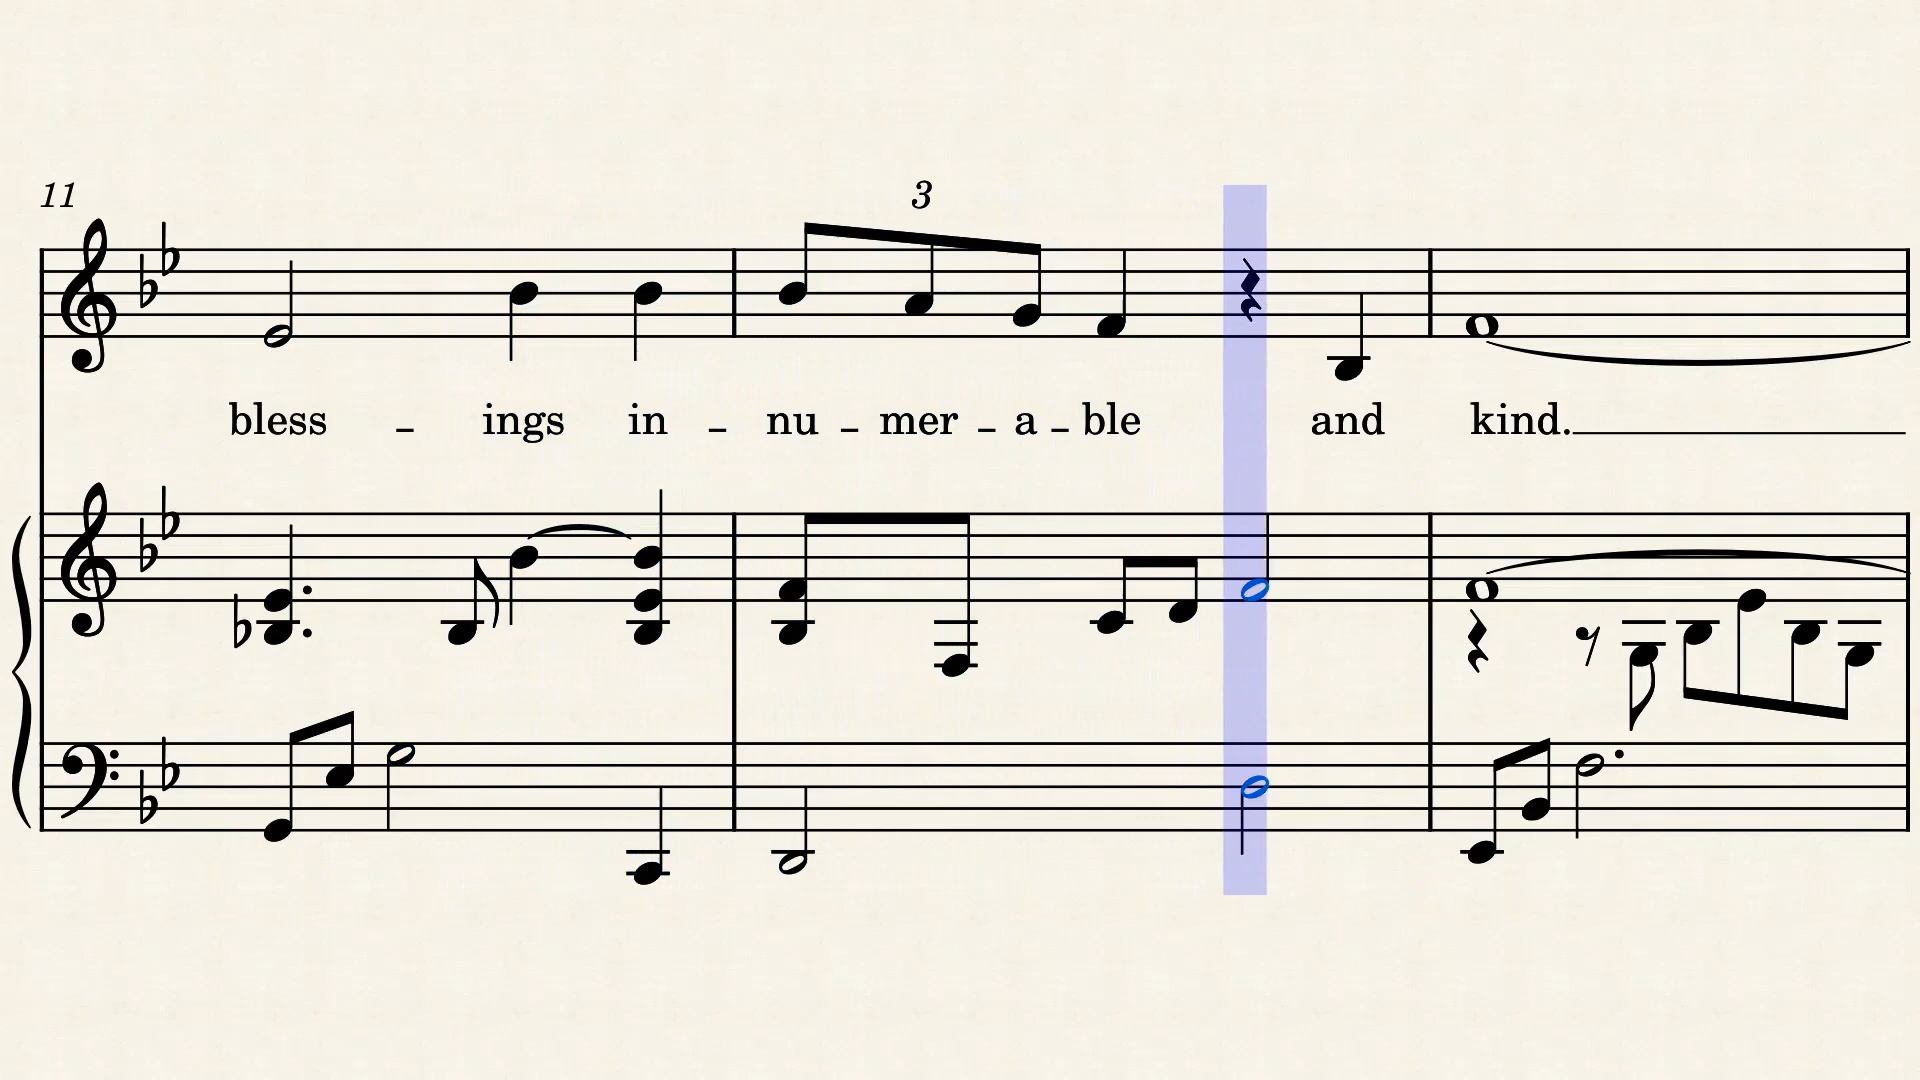 11
3
bless - ings in - nu - mer - a - ble and kind.